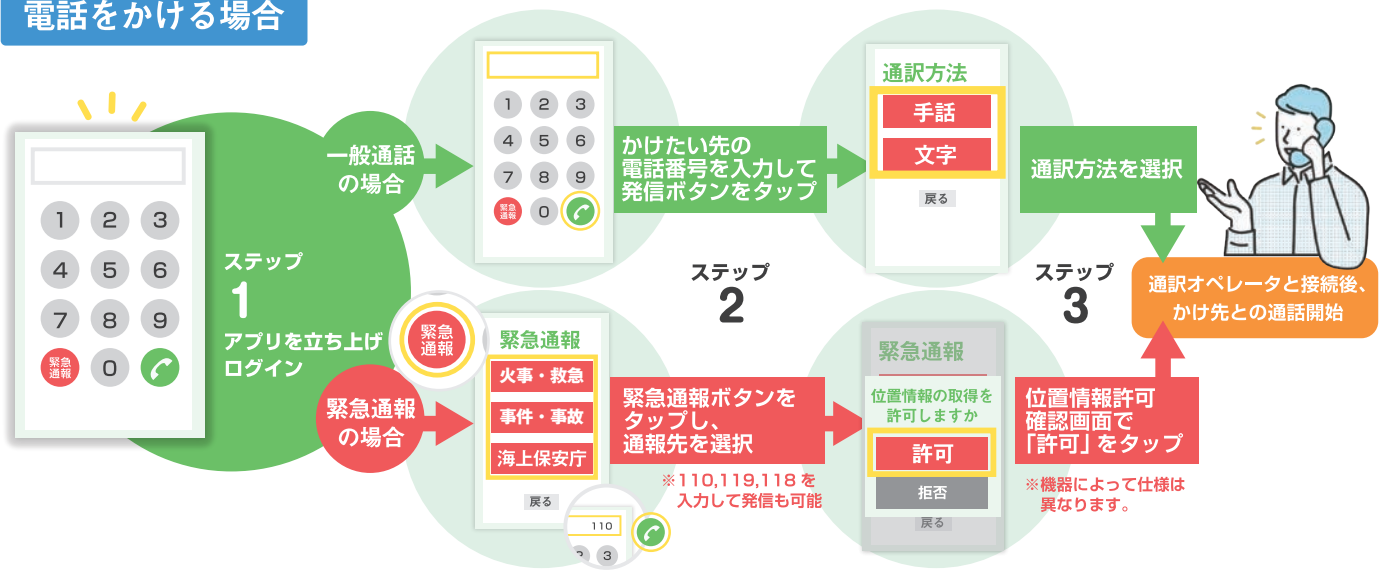 電話をかける場合
1 2 3
4 5 6
7 8 9
緊急
通報
0
ステップ
1
アプリを立ち上げ
ログイン
一般通話
の場合
1 2 3
4 5 6
7 8 9
緊急
通報
0
かけたい先の
電話番号を入力して
発信ボタンをタップ
通訳方法
手話
文字
戻る
通訳方法を選択
ステップ
2
ステップ
3
通訳オペレータと接続後、
かけ先との通話開始
緊急通報
の場合
緊急
通報
緊急通報
火事・救急
事件・事故
海上保安庁
戻る
110
2 3
緊急通報ボタンを
タップし、
通報先を選択
※110,119,118 を
入力して発信も可能
緊急通報
位置情報の取得を
許可しますか
許可
拒否
戻る
位置情報許可
確認画面で
「許可」をタップ
※機器によって仕様は
異なります。